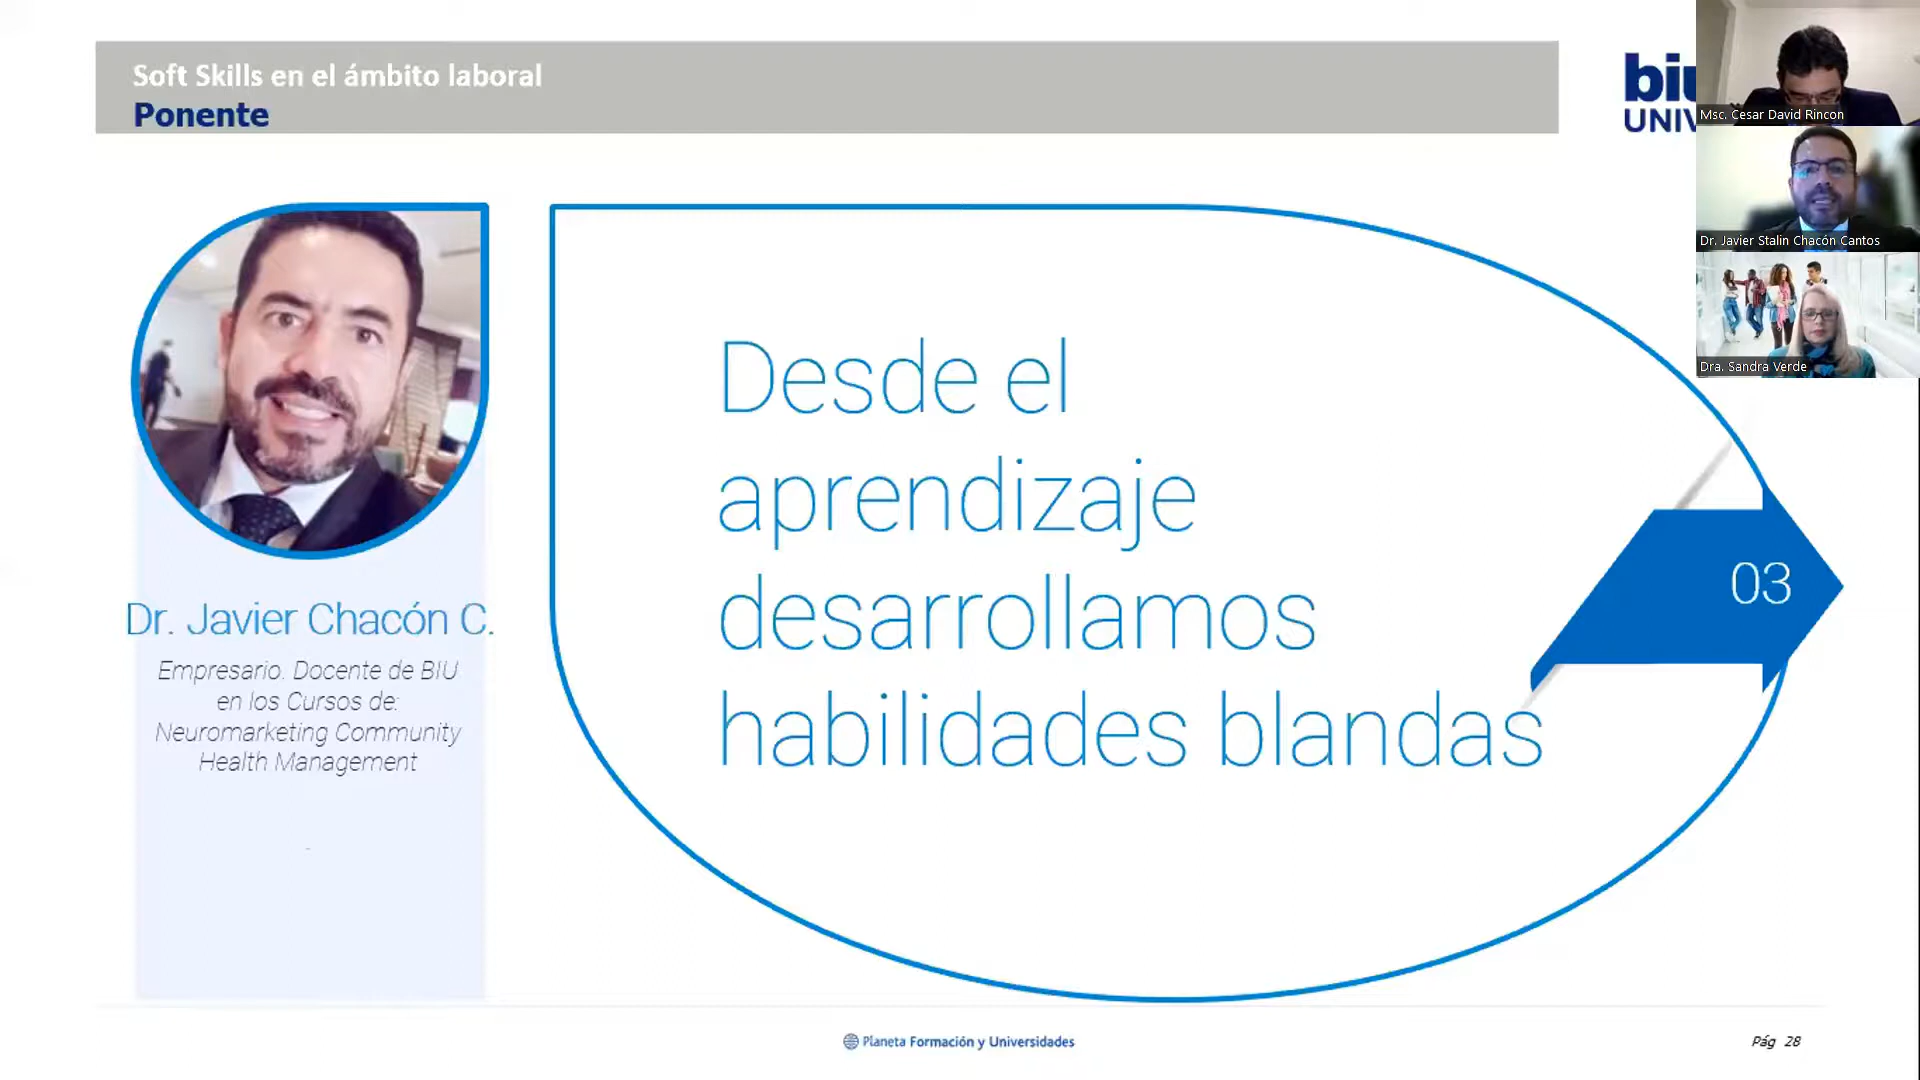 Soft Skills en el ámbito laboral
Ponente
Msc. Cesar David Rincon
Dr. Javier Stalin Chacón Cantos
Dra. Sandra Verde
Desde el
aprendizaje
desarrollamos
habilidades blandas
03
Dr. Javier Chacón C.
Empresario. Docente de BIU
en los Cursos de:
Neuromarketing Community
Health Management
Planeta Formación y Universidades
Pág 28